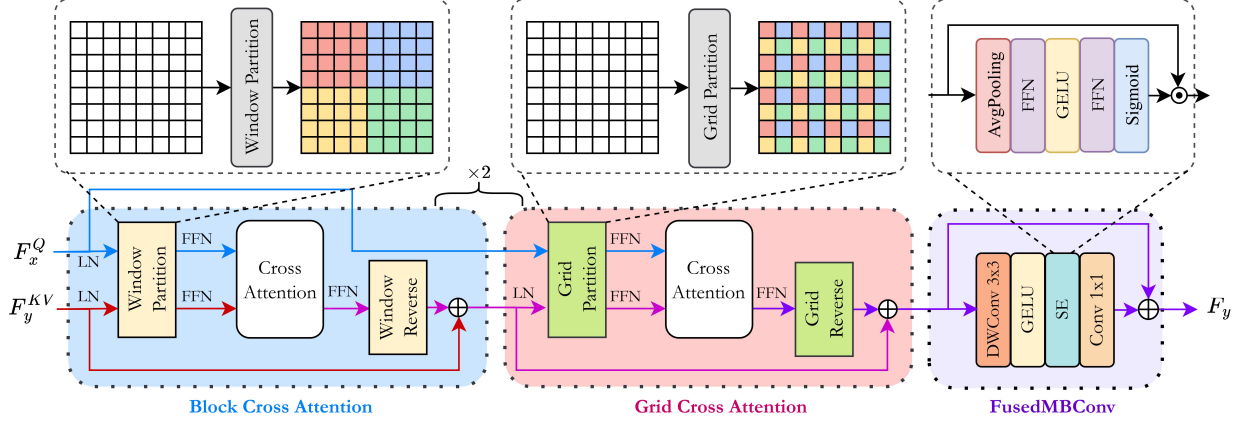 Window Partition
Grid Partition
AvgPooling
FFN
GELU
FFN
Sigmoid
×2
F_x^Q
LN
Window
Partition
FFN
Cross
Attention
F_y^{KV}
LN
FFN
FFN
Window
Reverse
LN
Grid
Partition
FFN
FFN
Cross
Attention
FFN
Grid
Reverse
DWConv 3x3
GELU
SE
Conv 1x1
F_y
Block Cross Attention
Grid Cross Attention
FusedMBConv